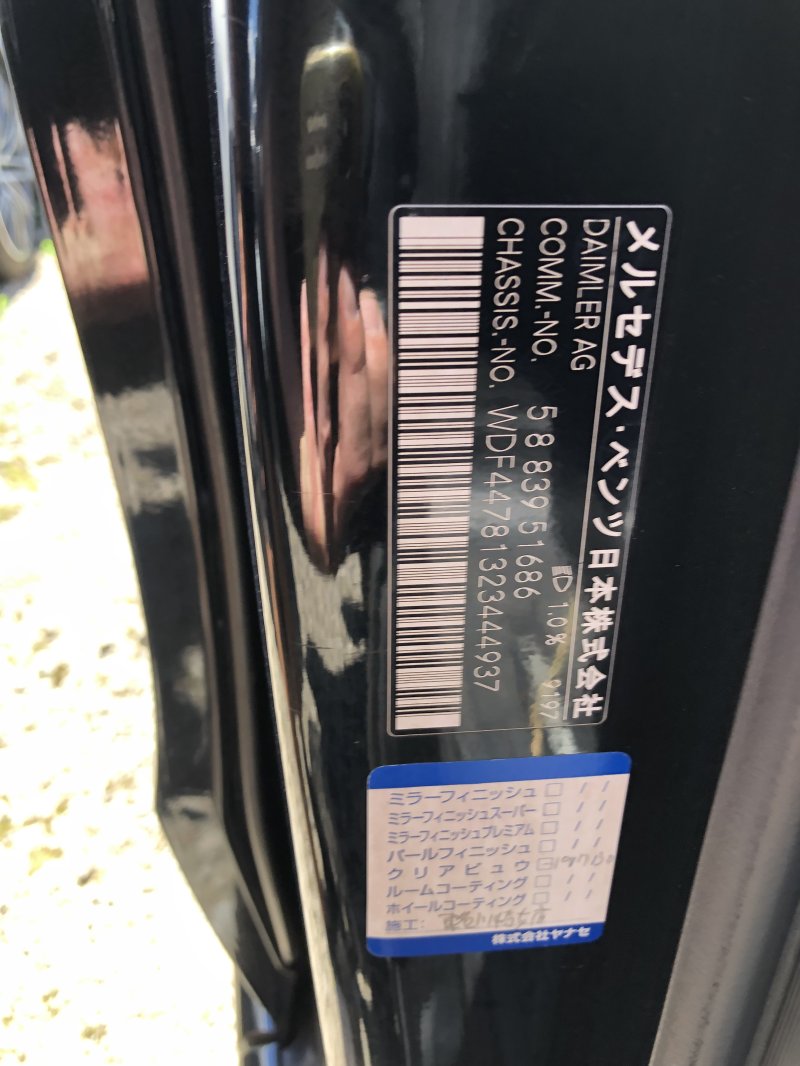 メルセデス・ベンツ日本株式会社
DAIMLER AG 1.0% 9197
COMM.-NO. 5883951686
CHASSIS.-NO. WDF44781323444937
ミラーフィニッシュ□ / /
ミラーフィニッシュスーパー□ / /
ミラーフィニッシュプレミアム□ / /
パールフィニッシュ□ / /
クリアビュウ□
ルームコーティング□ / /
ホイールコーティング□ / /
施工:
株式会社ヤナセ